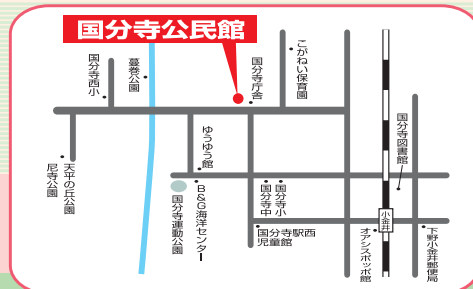 国分寺公民館
国分寺西小
蔓巻公園
国分寺庁舎
こがねい保育園
天平の丘公園
尼寺公園
ゆうゆう館
国分寺運動公園
B&G海洋センター
国分寺中
国分寺小
国分寺駅西
児童館
国分寺図書館
小金井
オアシスポッポ館
下野小金井郵便局